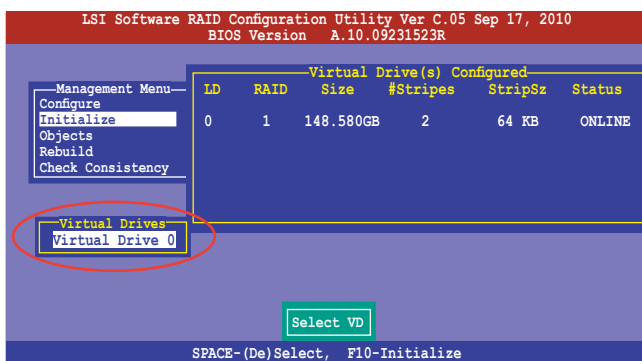 LSI Software RAID Configuration Utility Ver C.05 Sep 17, 2010
BIOS Version A.10.09231523R
Management Menu
Configure
Initialize
Objects
Rebuild
Check Consistency
Virtual Drive(s) Configured
LD RAID Size #Stripes StripSz Status
0 1 148.580GB 2 64 KB ONLINE
Virtual Drives
Virtual Drive 0
Select VD
SPACE-(De)Select, F10-Initialize